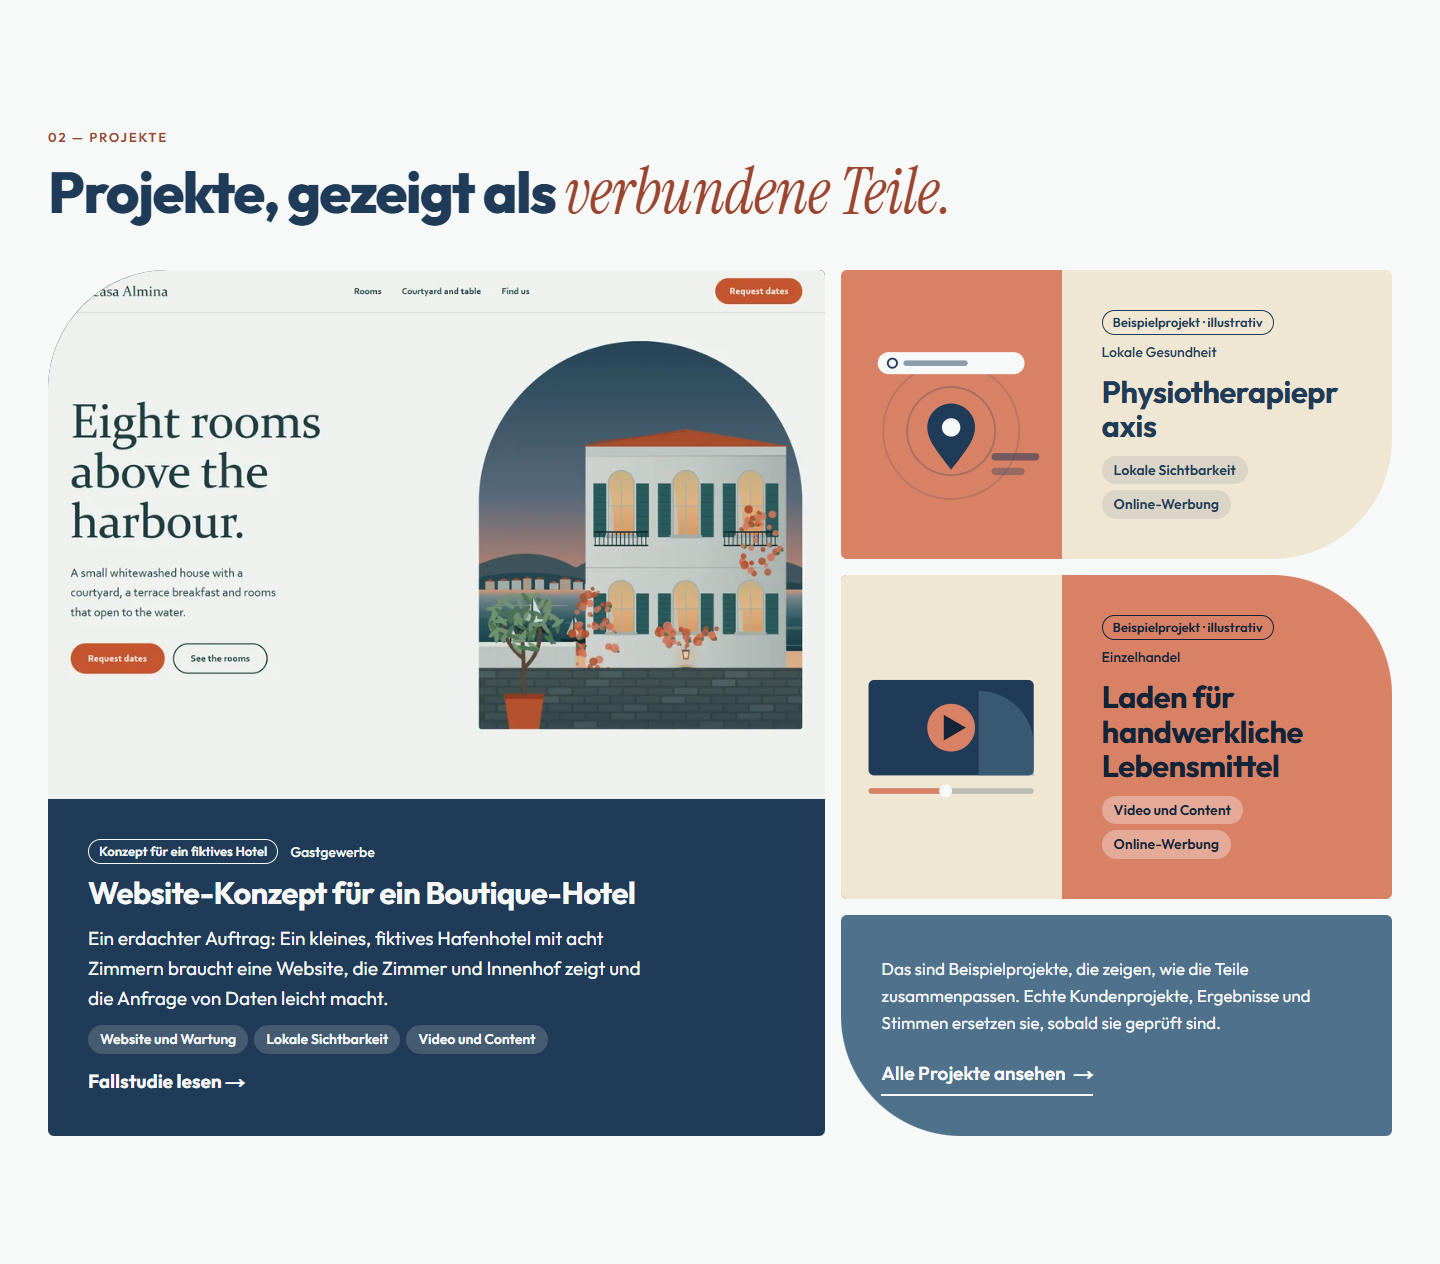 02 — PROJEKTE
Projekte, gezeigt als verbundene Teile.
casa Almina
Rooms
Courtyard and table
Find us
Request dates
Eight rooms
above the
harbour.
A small whitewashed house with a
courtyard, a terrace breakfast and rooms
that open to the water.
Request dates
See the rooms
Konzept für ein fiktives Hotel
Gastgewerbe
Website-Konzept für ein Boutique-Hotel
Ein erdachter Auftrag: Ein kleines, fiktives Hafenhotel mit acht
Zimmern braucht eine Website, die Zimmer und Innenhof zeigt und
die Anfrage von Daten leicht macht.
Website und Wartung
Lokale Sichtbarkeit
Video und Content
Fallstudie lesen →
Beispielprojekt · illustrativ
Lokale Gesundheit
Physiotherapiepr
axis
Lokale Sichtbarkeit
Online-Werbung
Beispielprojekt · illustrativ
Einzelhandel
Laden für
handwerkliche
Lebensmittel
Video und Content
Online-Werbung
Das sind Beispielprojekte, die zeigen, wie die Teile
zusammenpassen. Echte Kundenprojekte, Ergebnisse und
Stimmen ersetzen sie, sobald sie geprüft sind.
Alle Projekte ansehen →